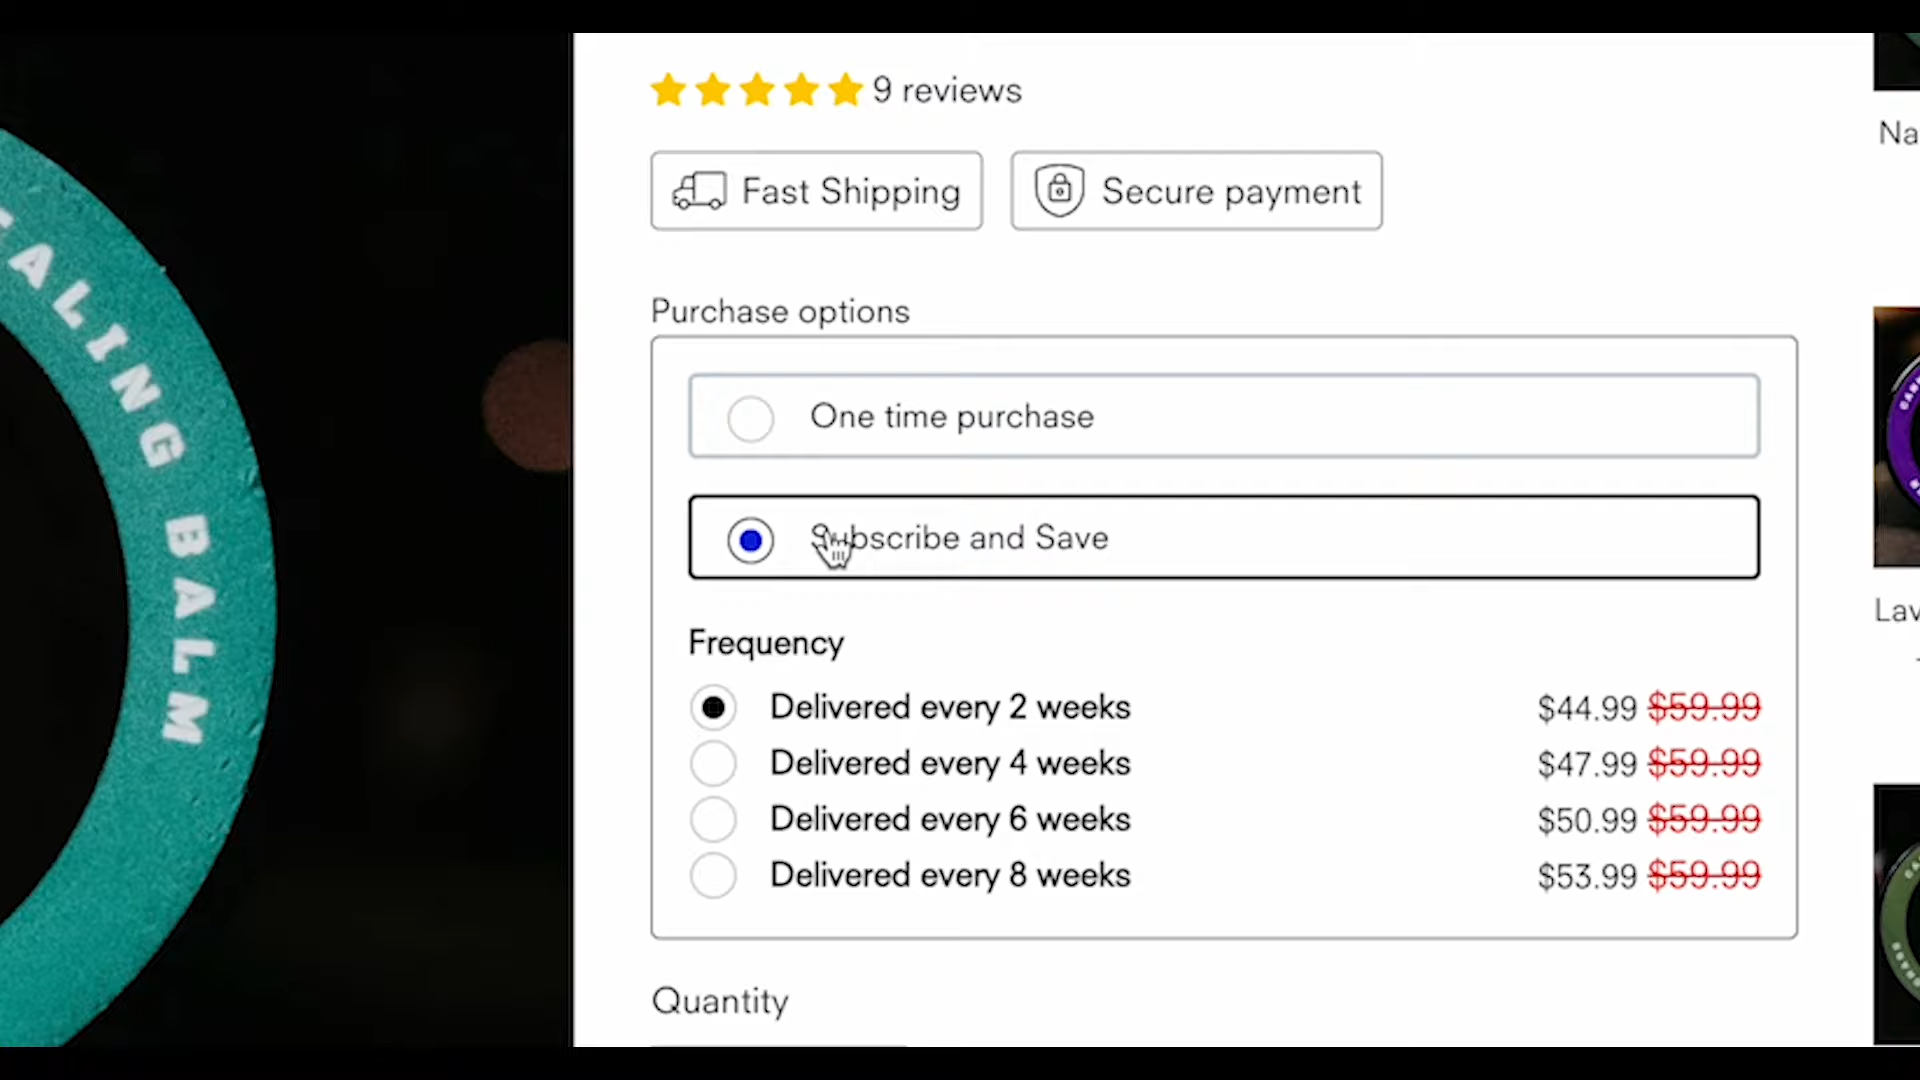 9 reviews
Fast Shipping
Secure payment
Purchase options
One time purchase
Subscribe and Save
Frequency
Delivered every 2 weeks $44.99 $59.99
Delivered every 4 weeks $47.99 $59.99
Delivered every 6 weeks $50.99 $59.99
Delivered every 8 weeks $53.99 $59.99
Quantity
BALM
Na
Lav